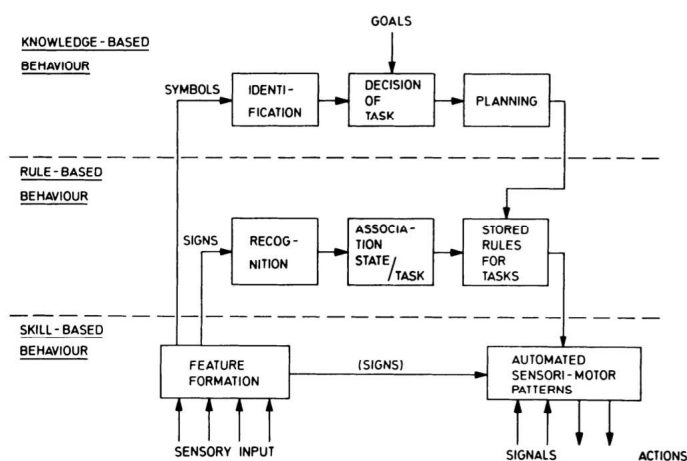 GOALS
KNOWLEDGE-BASED
BEHAVIOUR
SYMBOLS
IDENTI-
FICATION
DECISION
OF
TASK
PLANNING
RULE-BASED
BEHAVIOUR
SIGNS
RECOG-
NITION
ASSOCIA-
TION
STATE/
TASK
STORED
RULES
FOR
TASKS
SKILL-BASED
BEHAVIOUR
FEATURE
FORMATION
(SIGNS)
AUTOMATED
SENSORI-MOTOR
PATTERNS
SENSORY INPUT
SIGNALS
ACTIONS